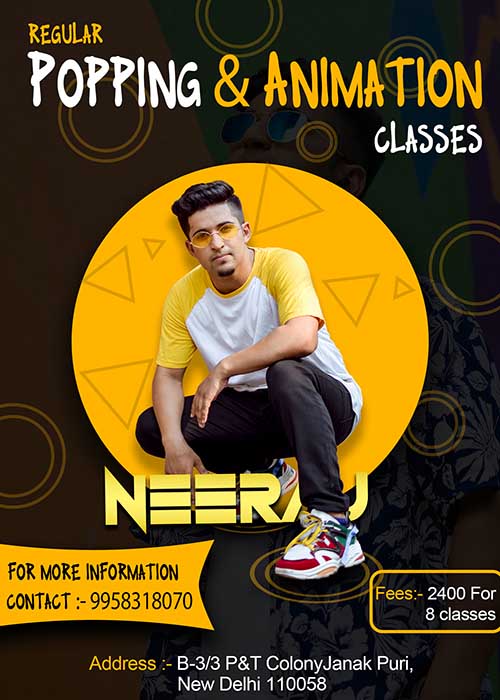 REGULAR
POPPING & ANIMATION
CLASSES
NEERAJ
FOR MORE INFORMATION
CONTACT :- 9958318070
Fees:- 2400 For
8 classes
Address :- B-3/3 P&T ColonyJanak Puri,
New Delhi 110058